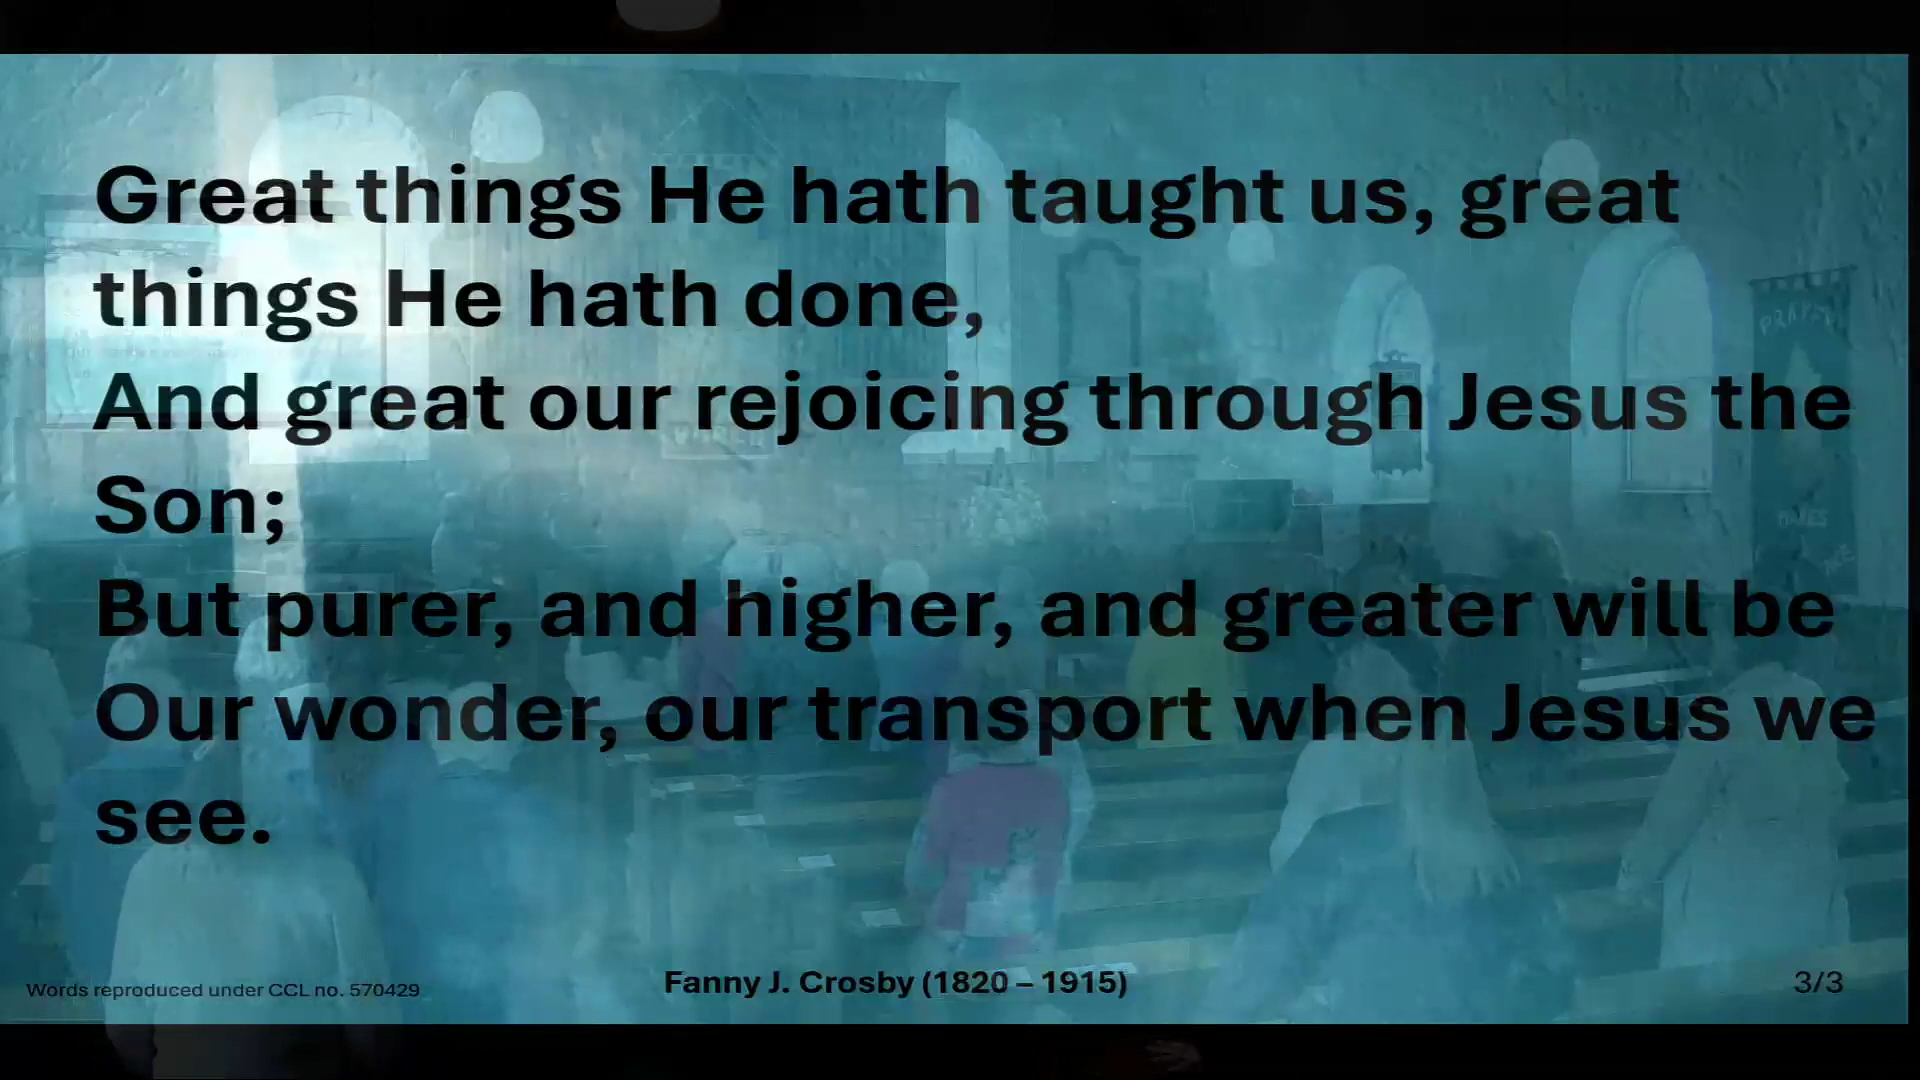 Great things He hath taught us, great
things He hath done,
And great our rejoicing through Jesus the
Son;
But purer, and higher, and greater will be
Our wonder, our transport when Jesus we
see.
Words reproduced under CCL no. 570429
Fanny J. Crosby (1820 – 1915)
3/3
PRAYER